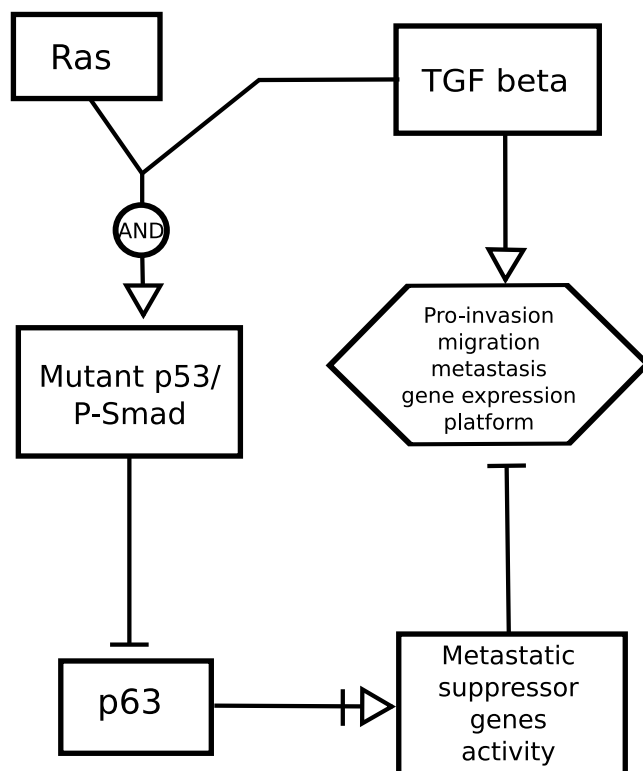 Ras
TGF beta
AND
Pro-invasion
migration
metastasis
gene expression
platform
Mutant p53/
P-Smad
p63
Metastatic
suppressor
genes
activity